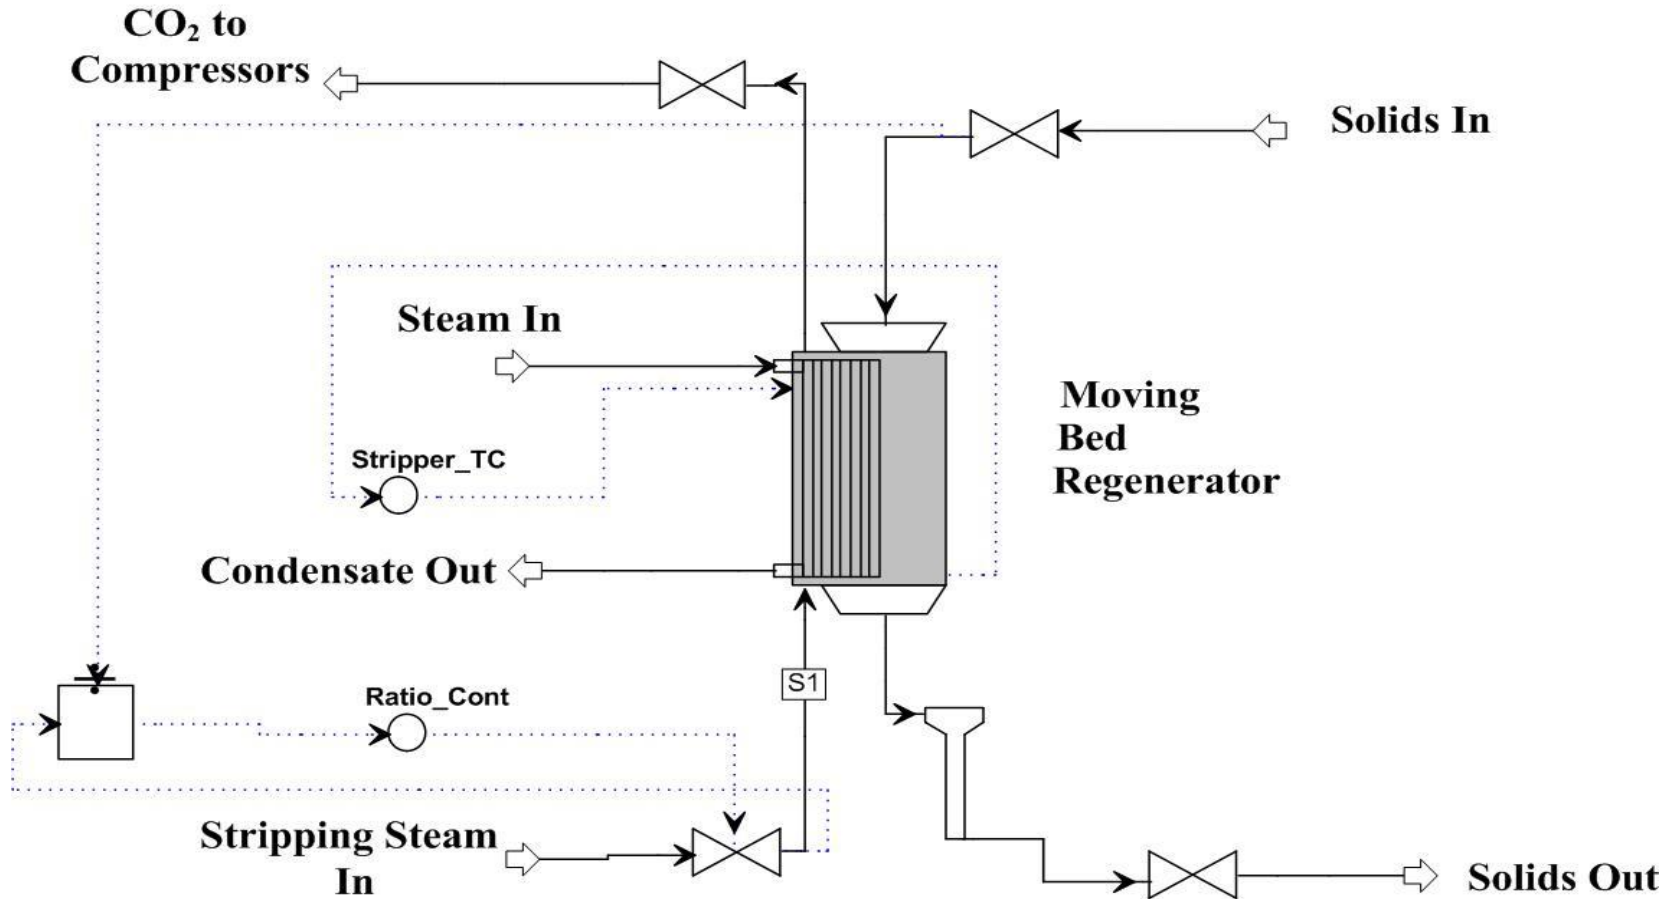 CO₂ to
Compressors
Solids In
Steam In
Moving
Bed
Regenerator
Stripper_TC
Condensate Out
S1
Ratio_Cont
Stripping Steam
In
Solids Out